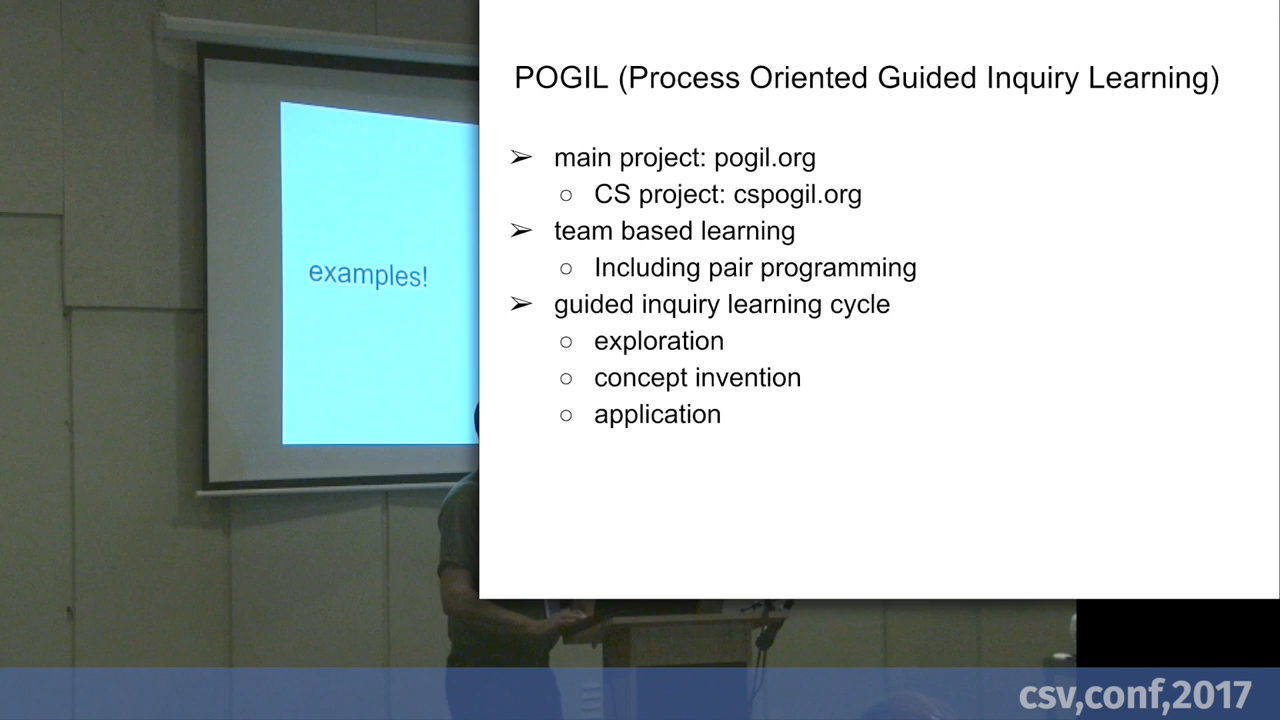 POGIL (Process Oriented Guided Inquiry Learning)
➢ main project: pogil.org
○ CS project: cspogil.org
➢ team based learning
○ Including pair programming
➢ guided inquiry learning cycle
○ exploration
○ concept invention
○ application
examples!
csv,conf,2017